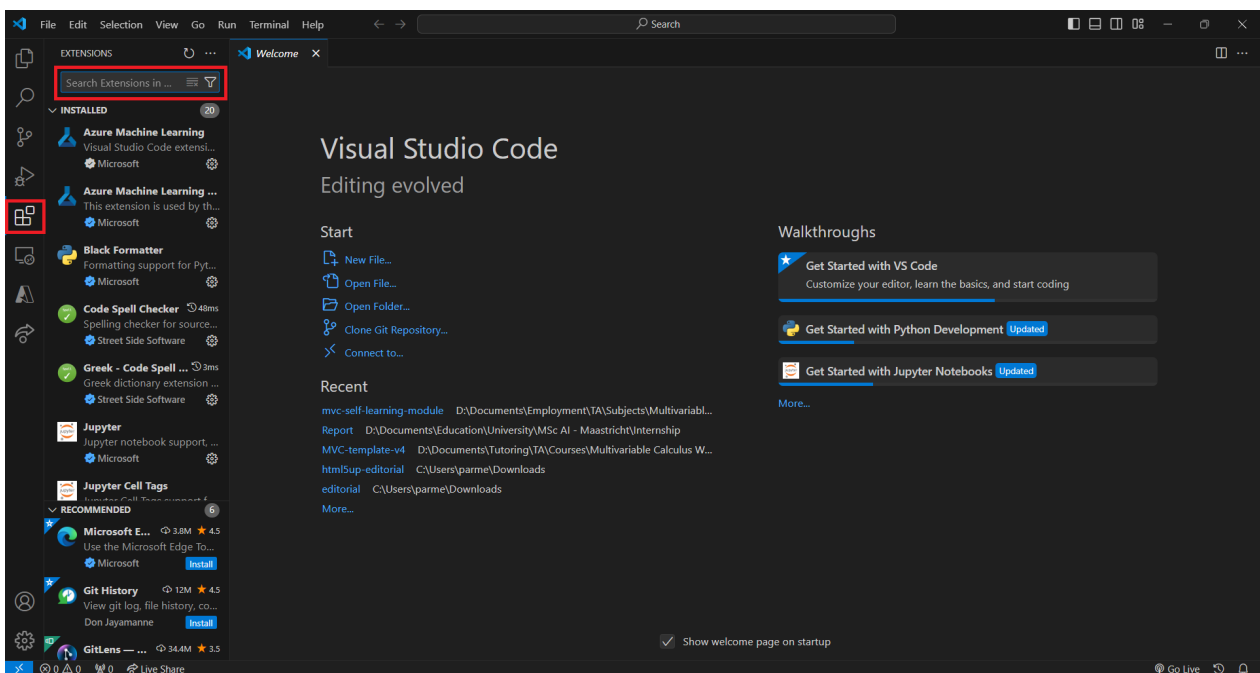 File Edit Selection View Go Run Terminal Help
Search
EXTENSIONS
Welcome
Search Extensions in ...
INSTALLED 20
Azure Machine Learning
Visual Studio Code extensi...
Microsoft
Azure Machine Learning ...
This extension is used by th...
Microsoft
Black Formatter
Formatting support for Pyt...
Microsoft
Code Spell Checker 48ms
Spelling checker for source...
Street Side Software
Greek - Code Spell ... 3ms
Greek dictionary extension ...
Street Side Software
Jupyter
Jupyter notebook support, ...
Microsoft
Jupyter Cell Tags
Jupyter Cell Tags support f...
RECOMMENDED 6
Microsoft E... 3.8M 4.5
Use the Microsoft Edge To...
Microsoft Install
Git History 12M 4.5
View git log, file history, co...
Don Jayamanne Install
GitLens — ... 34.4M 3.5
Visual Studio Code
Editing evolved
Start
New File...
Open File...
Open Folder...
Clone Git Repository...
Connect to...
Recent
mvc-self-learning-module D:\Documents\Employment\TA\Subjects\Multivariabl...
Report D:\Documents\Education\University\MSc AI - Maastricht\Internship
MVC-template-v4 D:\Documents\Tutoring\TA\Courses\Multivariable Calculus W...
html5up-editorial C:\Users\parme\Downloads
editorial C:\Users\parme\Downloads
More...
Walkthroughs
Get Started with VS Code
Customize your editor, learn the basics, and start coding
Get Started with Python Development Updated
Get Started with Jupyter Notebooks Updated
More...
Show welcome page on startup
0 0 0 Live Share
Go Live